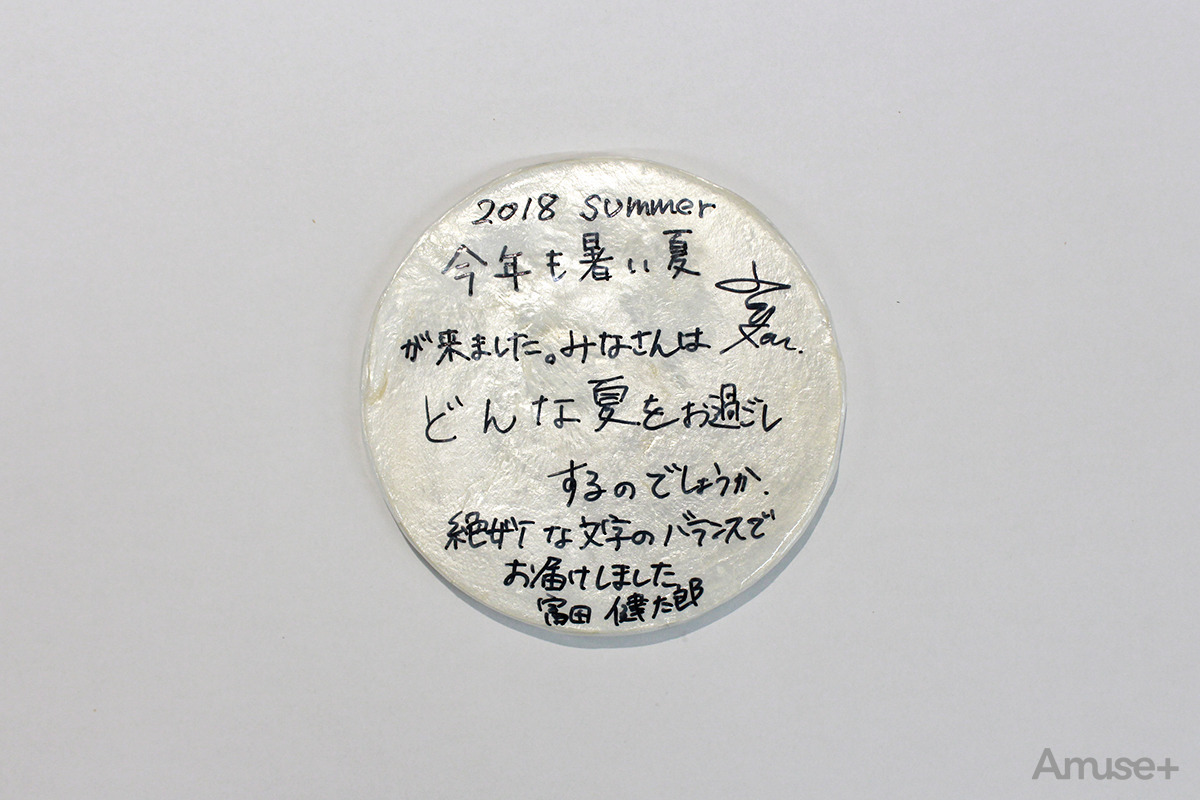 2018 summer
今年も暑い夏
が来ました。みなさんは
どんな夏をお過ごし
するのでしょうか.
絶妙な文字のバランスで
お届けしました
富田 健太郎
Amuse+